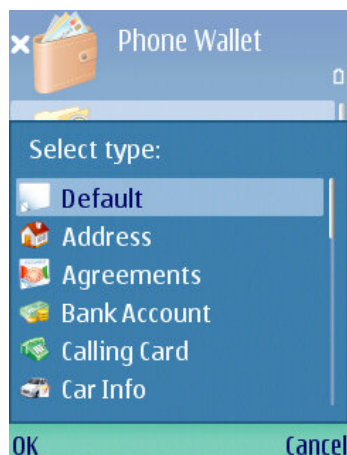 Phone Wallet
Select type:
Default
Address
Agreements
Bank Account
Calling Card
Car Info
OK
Cancel